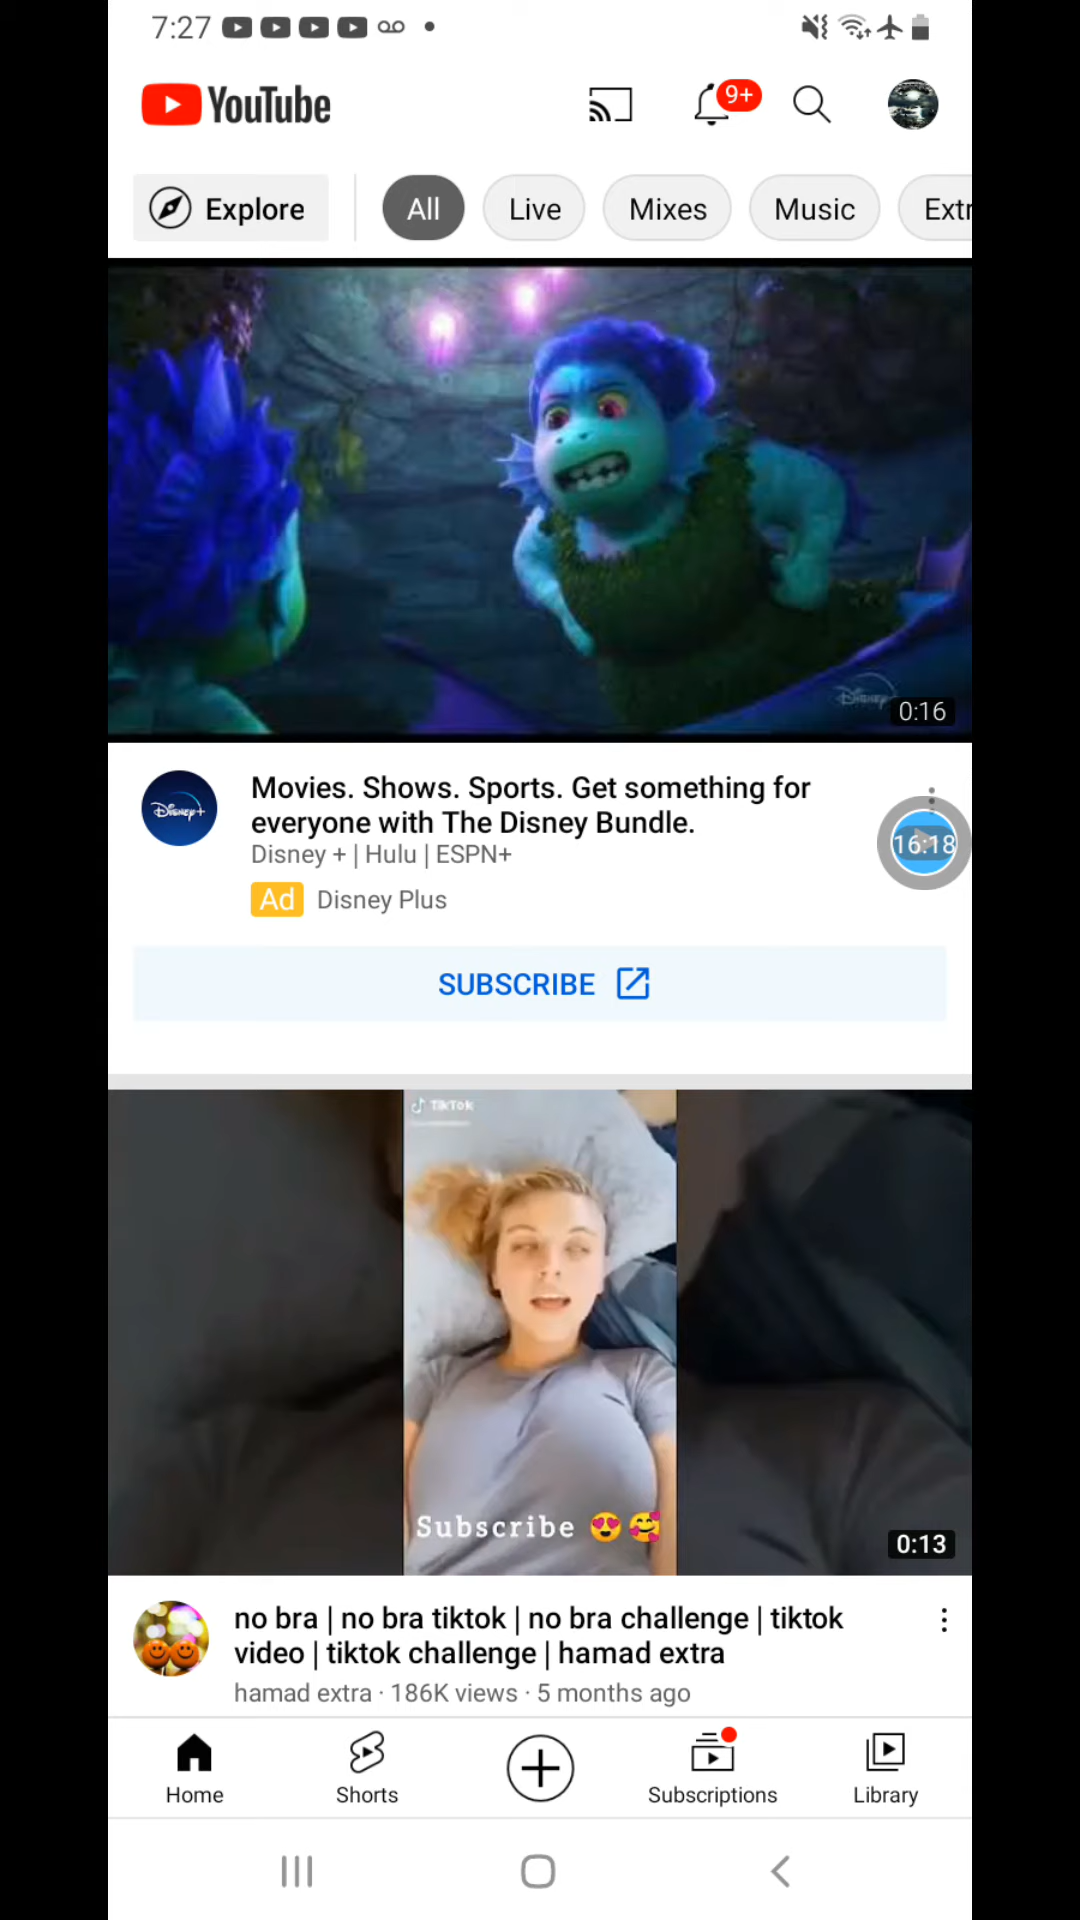 7:27
YouTube
9+
Explore
All
Live
Mixes
Music
Extr
Disney
0:16
Disney+
Movies. Shows. Sports. Get something for
everyone with The Disney Bundle.
Disney + | Hulu | ESPN+
16:18
Ad Disney Plus
SUBSCRIBE
TikTok
Subscribe
0:13
no bra | no bra tiktok | no bra challenge | tiktok
video | tiktok challenge | hamad extra
hamad extra · 186K views · 5 months ago
Home
Shorts
Subscriptions
Library